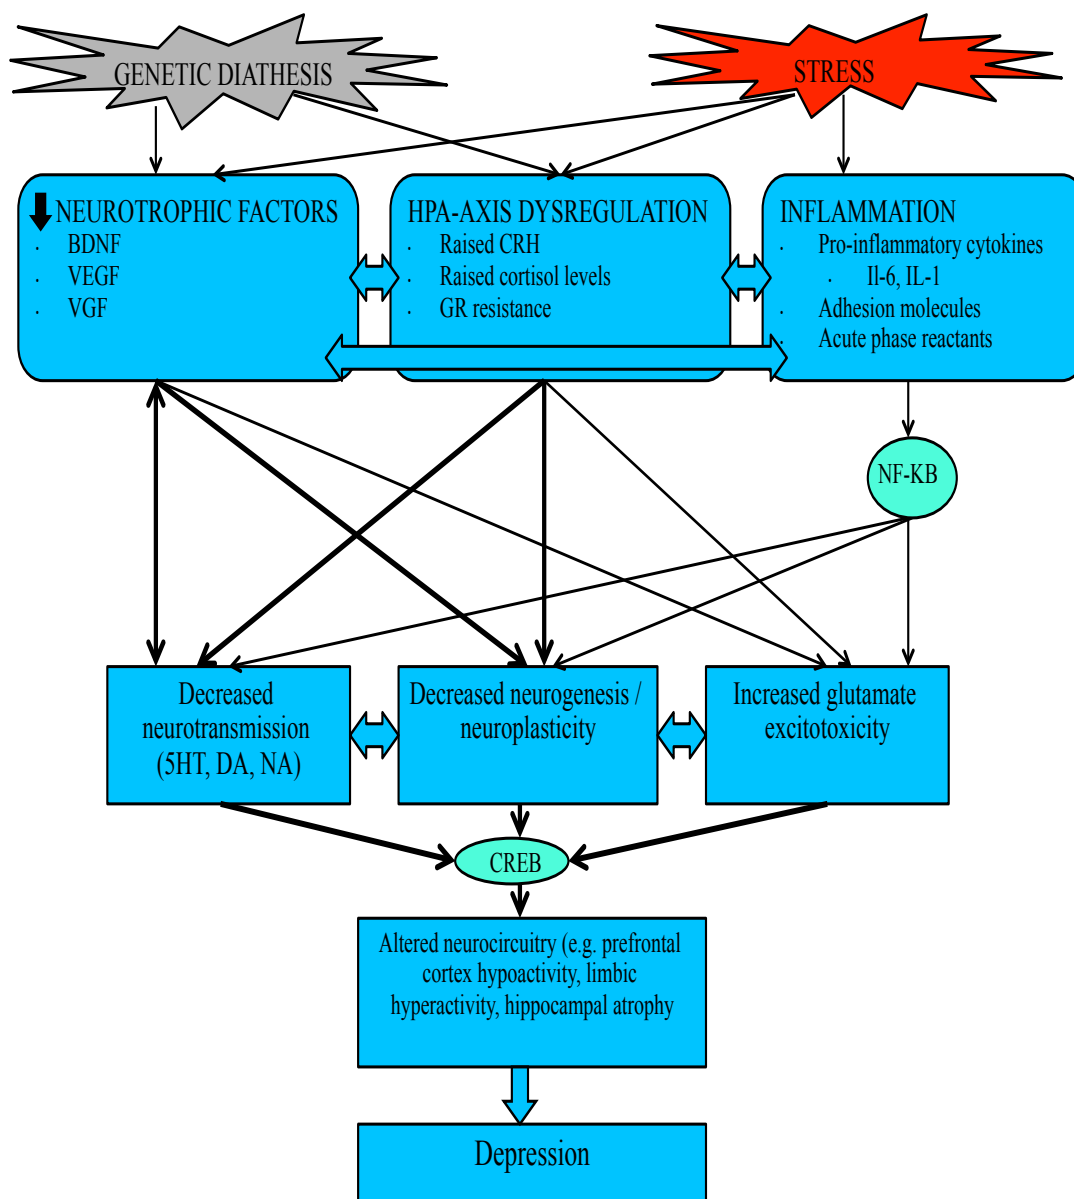 GENETIC DIATHESIS
STRESS
NEUROTROPHIC FACTORS
· BDNF
· VEGF
· VGF
HPA-AXIS DYSREGULATION
· Raised CRH
· Raised cortisol levels
· GR resistance
INFLAMMATION
· Pro-inflammatory cytokines
· Il-6, IL-1
· Adhesion molecules
· Acute phase reactants
NF-KB
Decreased
neurotransmission
(5HT, DA, NA)
Decreased neurogenesis /
neuroplasticity
Increased glutamate
excitotoxicity
CREB
Altered neurocircuitry (e.g. prefrontal
cortex hypoactivity, limbic
hyperactivity, hippocampal atrophy
Depression